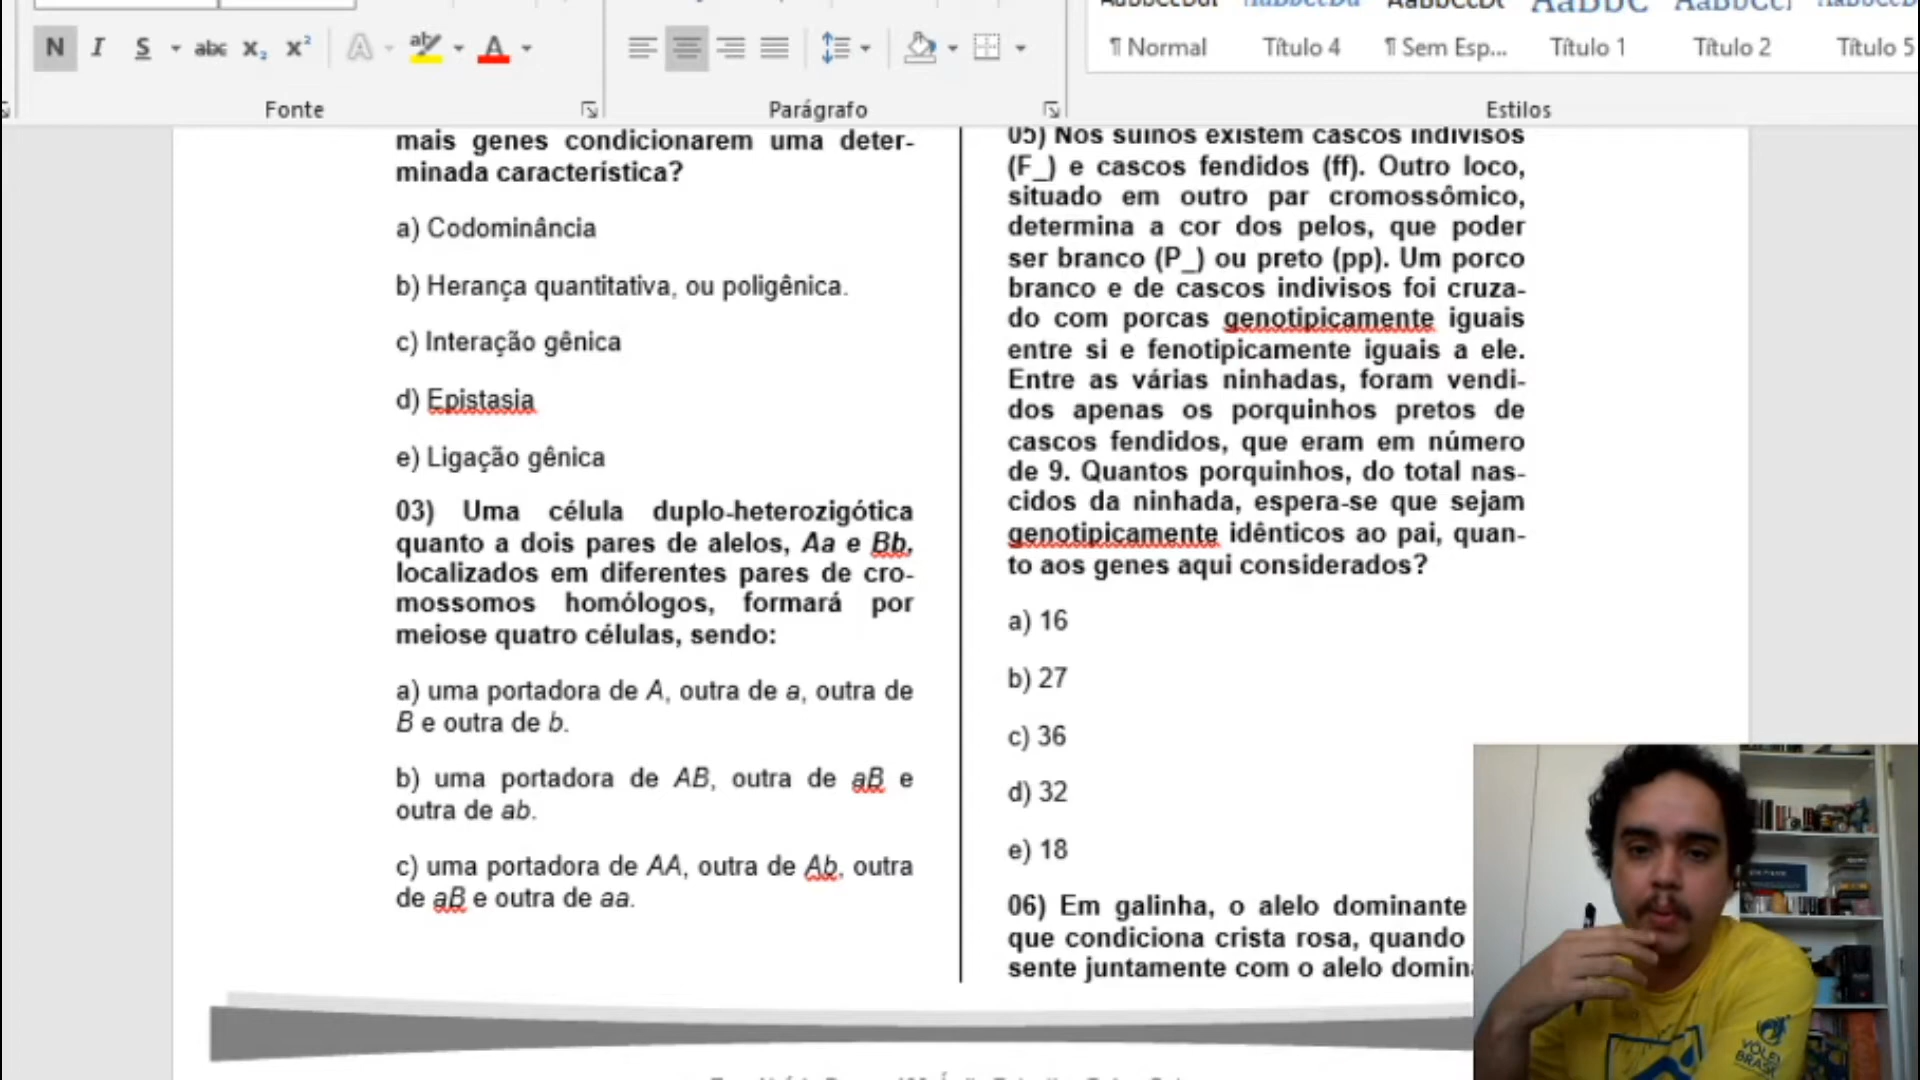 N I S abc X₂ X² A aby A
Fonte
Parágrafo
AaBbC
¶ Normal
Título 4
¶ Sem Esp...
Título 1
Título 2
Título 5
Estilos
mais genes condicionarem uma deter-
minada característica?
a) Codominância
b) Herança quantitativa, ou poligênica.
c) Interação gênica
d) Epistasia
e) Ligação gênica
03) Uma célula duplo-heterozigótica
quanto a dois pares de alelos, Aa e Bb,
localizados em diferentes pares de cro-
mossomos homólogos, formará por
meiose quatro células, sendo:
a) uma portadora de A, outra de a, outra de
B e outra de b.
b) uma portadora de AB, outra de aB e
outra de ab.
c) uma portadora de AA, outra de Ab, outra
de aB e outra de aa.
05) Nos suínos existem cascos indivisos
(F_) e cascos fendidos (ff). Outro loco,
situado em outro par cromossômico,
determina a cor dos pelos, que poder
ser branco (P_) ou preto (pp). Um porco
branco e de cascos indivisos foi cruza-
do com porcas genotipicamente iguais
entre si e fenotipicamente iguais a ele.
Entre as várias ninhadas, foram vendi-
dos apenas os porquinhos pretos de
cascos fendidos, que eram em número
de 9. Quantos porquinhos, do total nas-
cidos da ninhada, espera-se que sejam
genotipicamente idênticos ao pai, quan-
to aos genes aqui considerados?
a) 16
b) 27
c) 36
d) 32
e) 18
06) Em galinha, o alelo dominante
que condiciona crista rosa, quando
sente juntamente com o alelo domin
VÔLEI
BRASIL